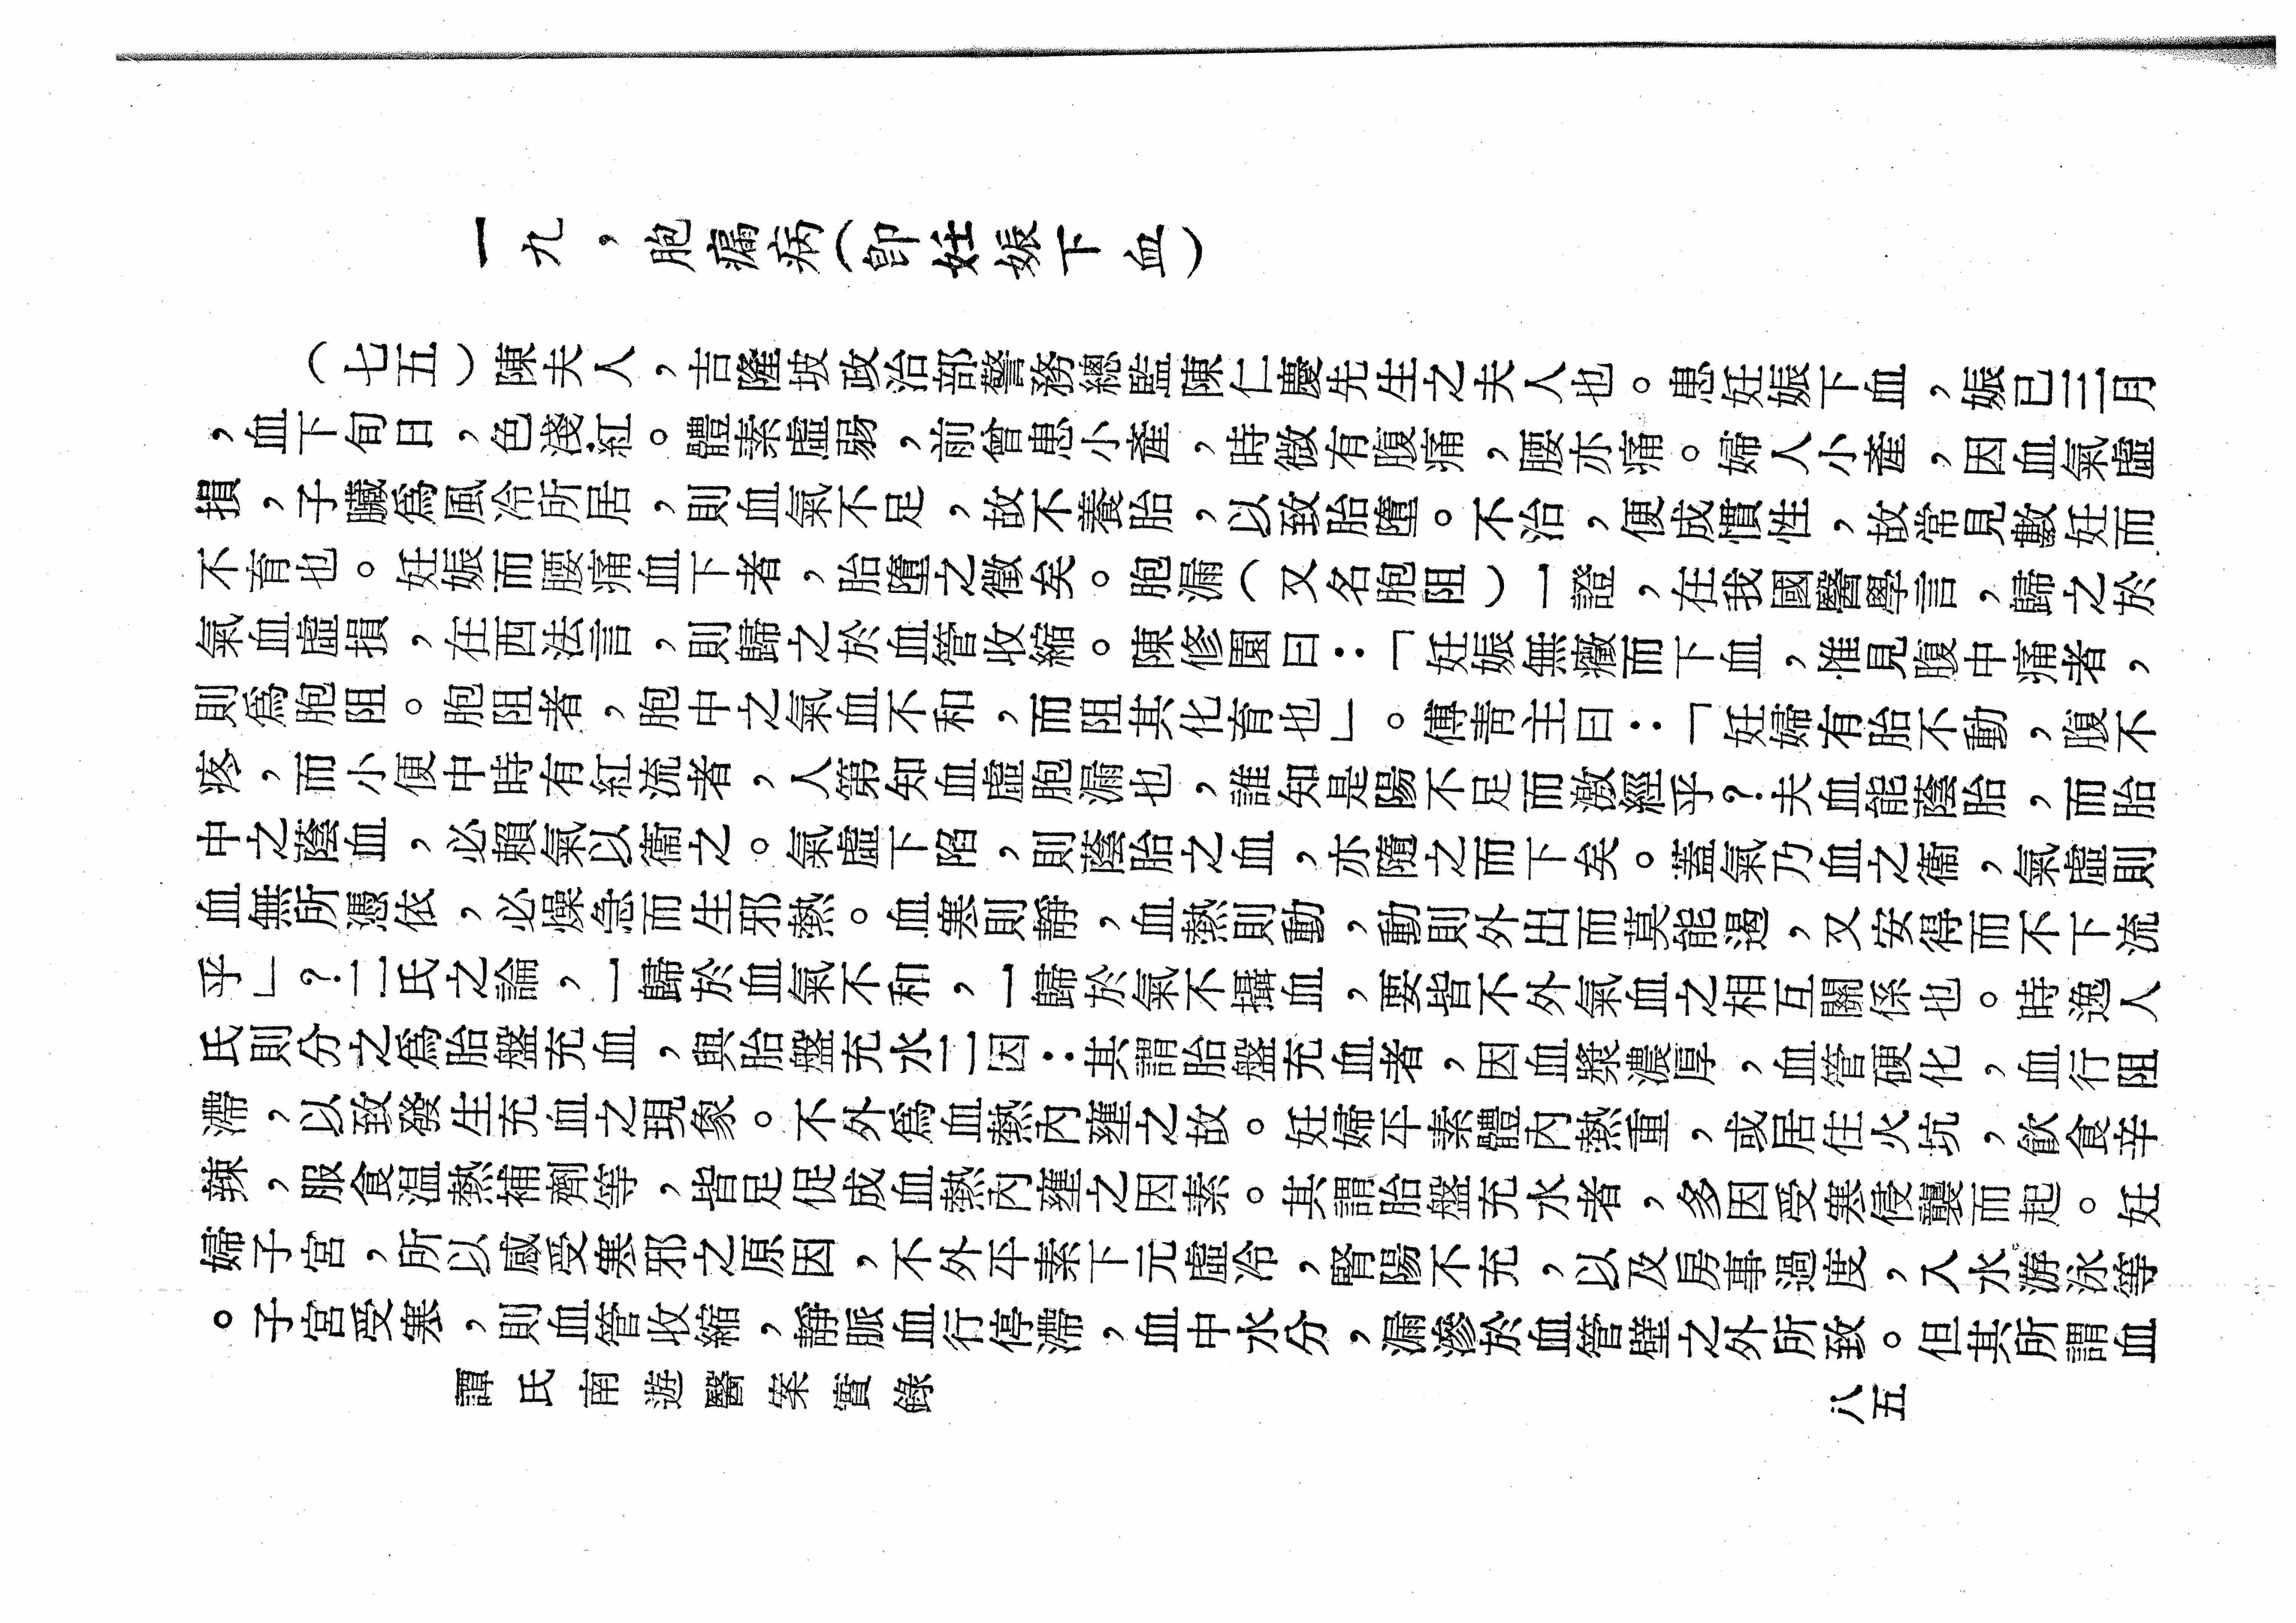 一九，胞漏病（卽妊娠下血）
（七五）陳夫人，吉隆坡政治部警務總監陳仁慶先生之夫人也。患妊娠下血，娠已三月
，血下旬日，色淺紅。體素虛弱，前曾患小產，時微有腹痛，腰亦痛。婦人小產，因血氣虛
損，子臟爲風冷所居，則血氣不足，故不養胎，以致胎墮。不治，便成慣性，故常見數妊而
不育也。妊娠而腰痛血下者，胎墮之徵矣。胞漏（又名胞阻）一證，在我國醫學言，歸之於
氣血虛損，在西法言，則歸之於血管收縮。陳修園曰：「妊娠無癥而下血，惟見腹中痛者，
則爲胞阻。胞阻者，胞中之氣血不和，而阻其化育也」。傅靑主曰：「妊婦有胎不動，腹不
疼，而小便中時有紅流者，人第知血虛胞漏也，誰知是陽不足而激經乎？夫血能蔭胎，而胎
中之蔭血，必賴氣以衞之。氣虛下陷，則蔭胎之血，亦隨之而下矣。蓋氣乃血之衞，氣虛則
血無所憑依，必燥急而生邪熱。血寒則靜，血熱則動，動則外出而莫能遏，又安得而不下流
乎」？二氏之論，一歸於血氣不和，一歸於氣不攝血，要皆不外氣血之相互關係也。時逸人
氏則分之爲胎盤充血，與胎盤充水二因：其謂胎盤充血者，因血漿濃厚，血管硬化，血行阻
滯，以致發生充血之現象。不外爲血熱內壅之故。妊婦平素體內熱重，或居住火坑，飮食辛
辣，服食温熱補劑等，皆足促成血熱內壅之因素。其謂胎盤充水者，多因受寒侵襲而起。妊
婦子宮，所以感受寒邪之原因，不外平素下元虛冷，腎陽不充，以及房事過度，入水游泳等
。子宮受寒，則血管收縮，靜脈血行停滯，血中水分，漏滲於血管壁之外所致。但其所謂血
譚氏南遊醫案實錄
八五